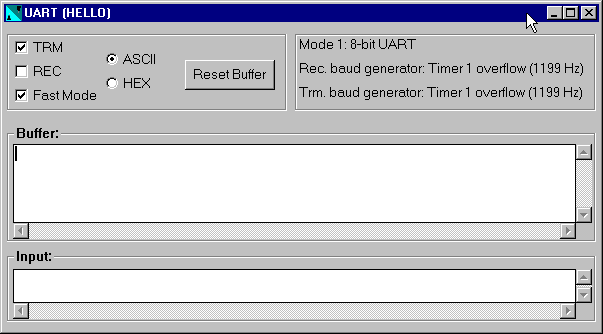 UART (HELLO)
TRM
REC
Fast Mode
ASCII
HEX
Reset Buffer
Mode 1: 8-bit UART
Rec. baud generator: Timer 1 overflow (1199 Hz)
Trm. baud generator: Timer 1 overflow (1199 Hz)
Buffer:
Input: